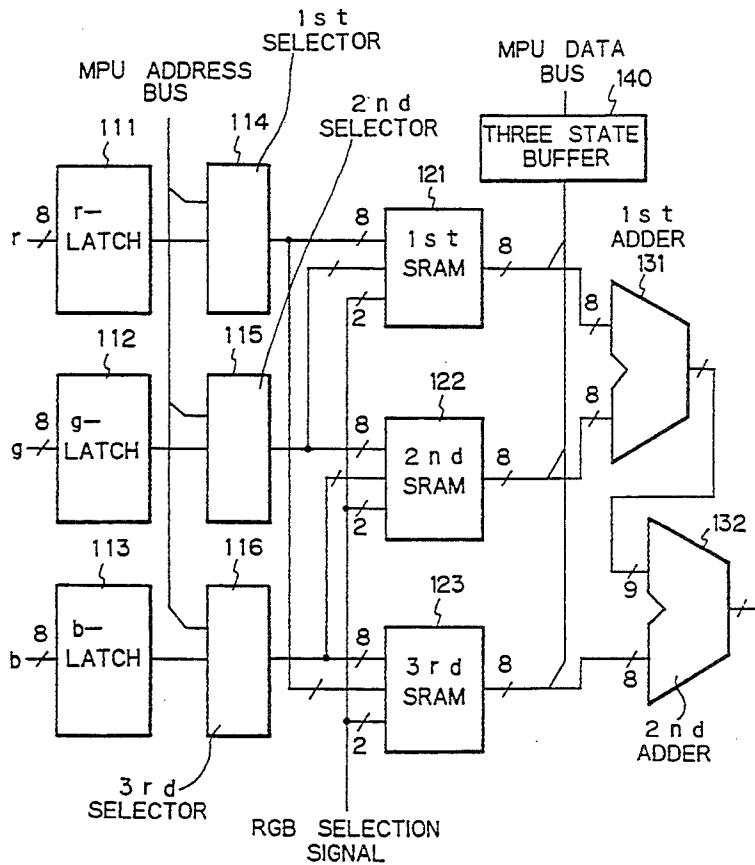 1st
SELECTOR
MPU ADDRESS
BUS
2nd
SELECTOR
MPU DATA
BUS
140
THREE STATE
BUFFER
111
114
121
8
r
r-
LATCH
8
1st
SRAM
8
2
1st
ADDER
131
8
8
112
115
122
8
g
g-
LATCH
8
2nd
SRAM
8
2
132
9
8
113
116
123
8
b
b-
LATCH
8
3rd
SRAM
8
2
2nd
ADDER
3rd
SELECTOR
RGB SELECTION
SIGNAL